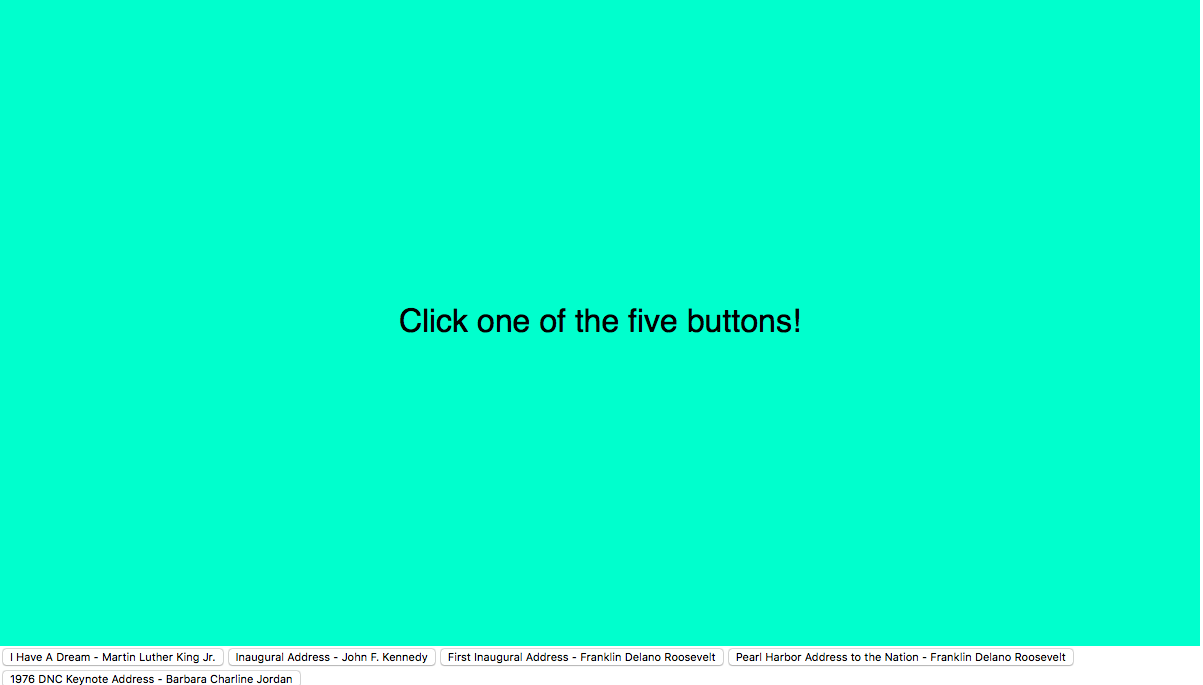 Click one of the five buttons!
I Have A Dream - Martin Luther King Jr. Inaugural Address - John F. Kennedy First Inaugural Address - Franklin Delano Roosevelt Pearl Harbor Address to the Nation - Franklin Delano Roosevelt
1976 DNC Keynote Address - Barbara Charline Jordan